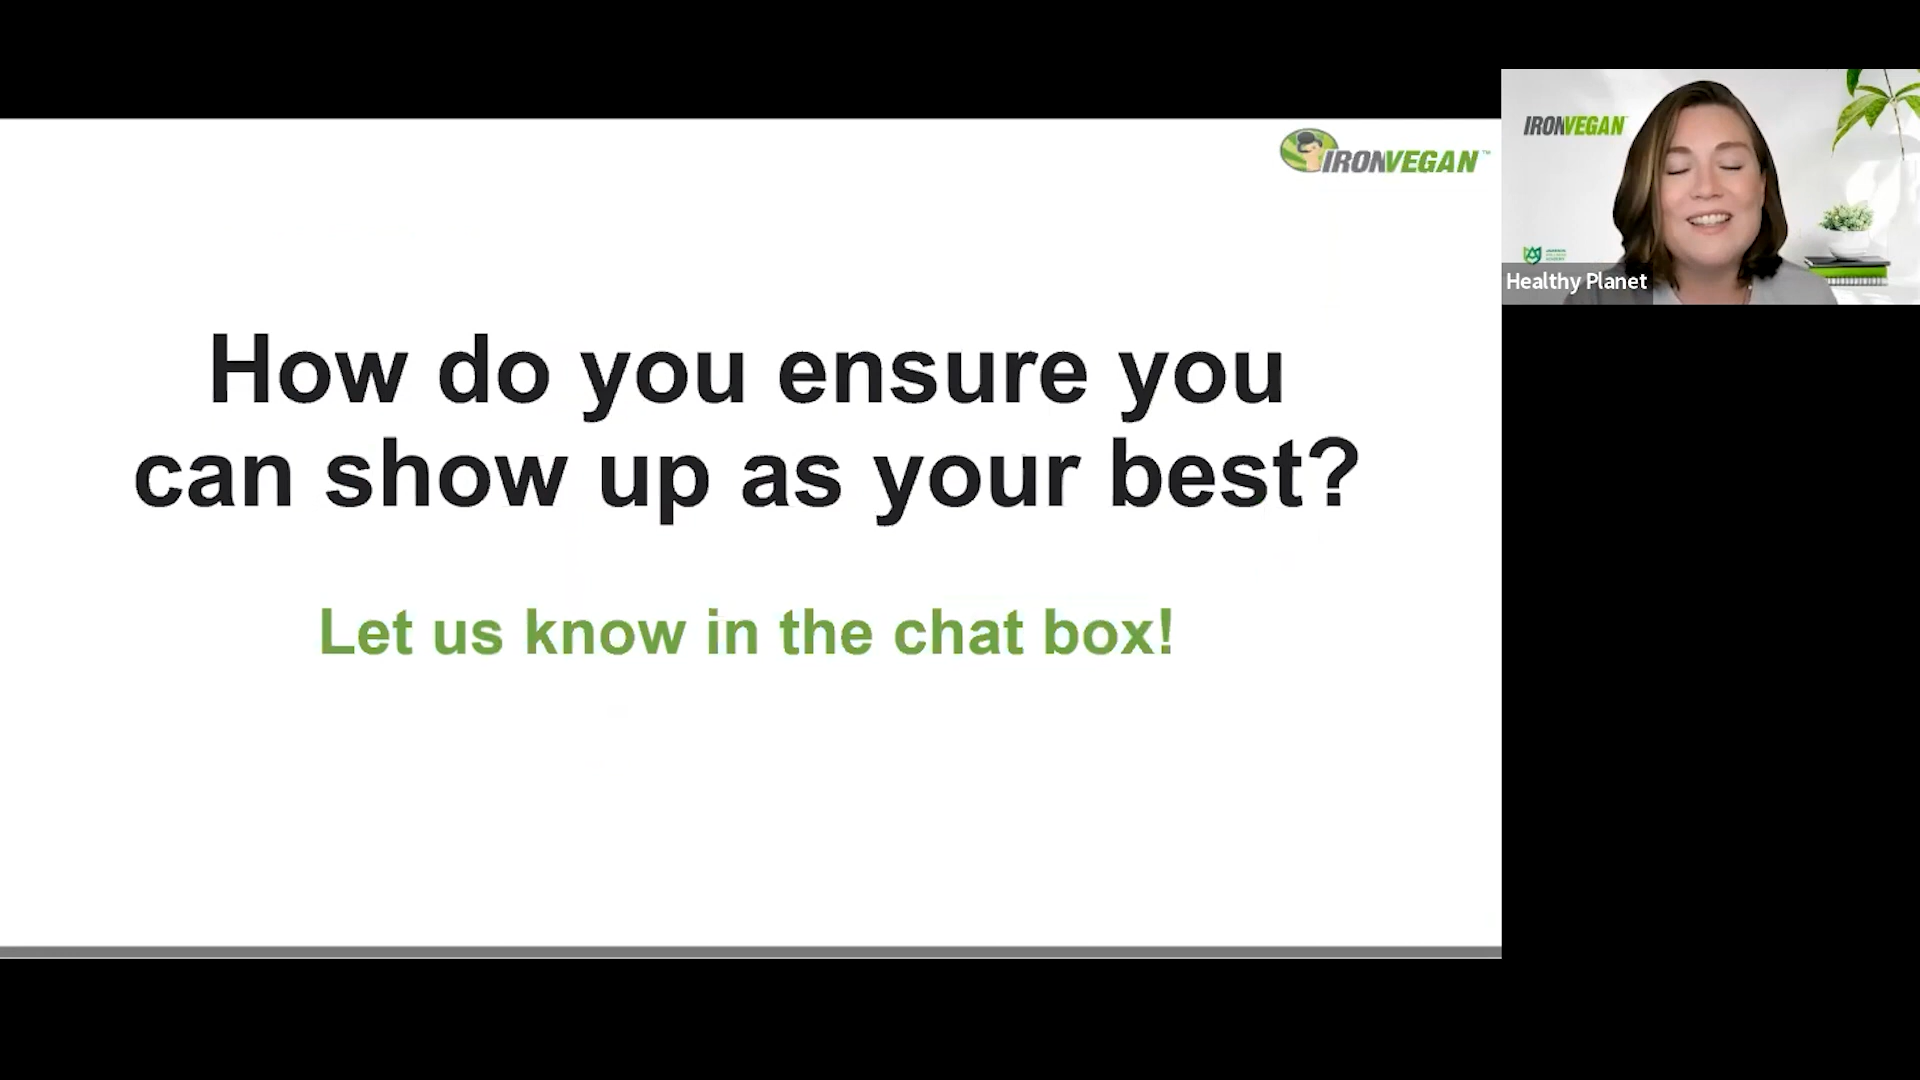 IRONVEGAN™
How do you ensure you
can show up as your best?
Let us know in the chat box!
IRONVEGAN
Healthy Planet